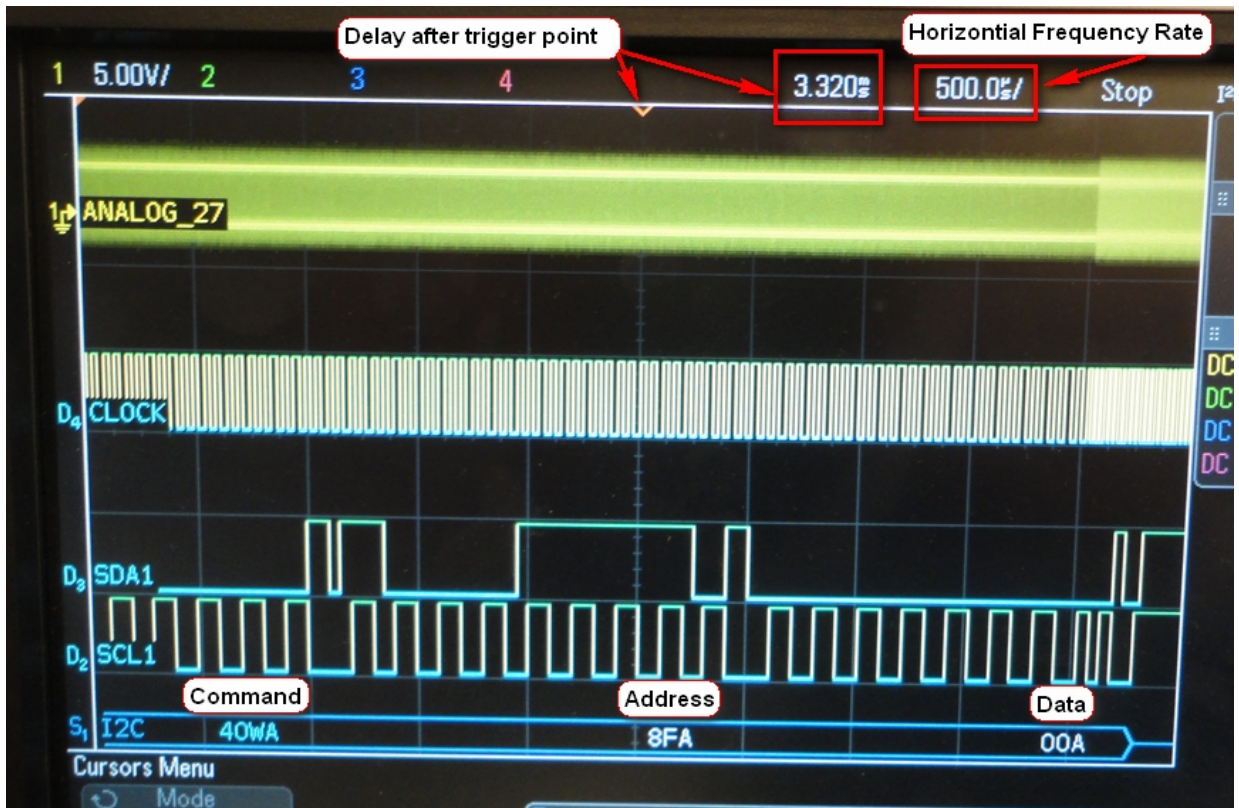 Delay after trigger point
Horizontial Frequency Rate
1 5.00V/ 2 3 4 3.320ms 500.0µs/ Stop I²
1 ANALOG_27
DC
D4 CLOCK
DC
DC
DC
D3 SDA1
D2 SCL1
Command Address Data
S1 I2C 40WA 8FA 00A
Cursors Menu
Mode